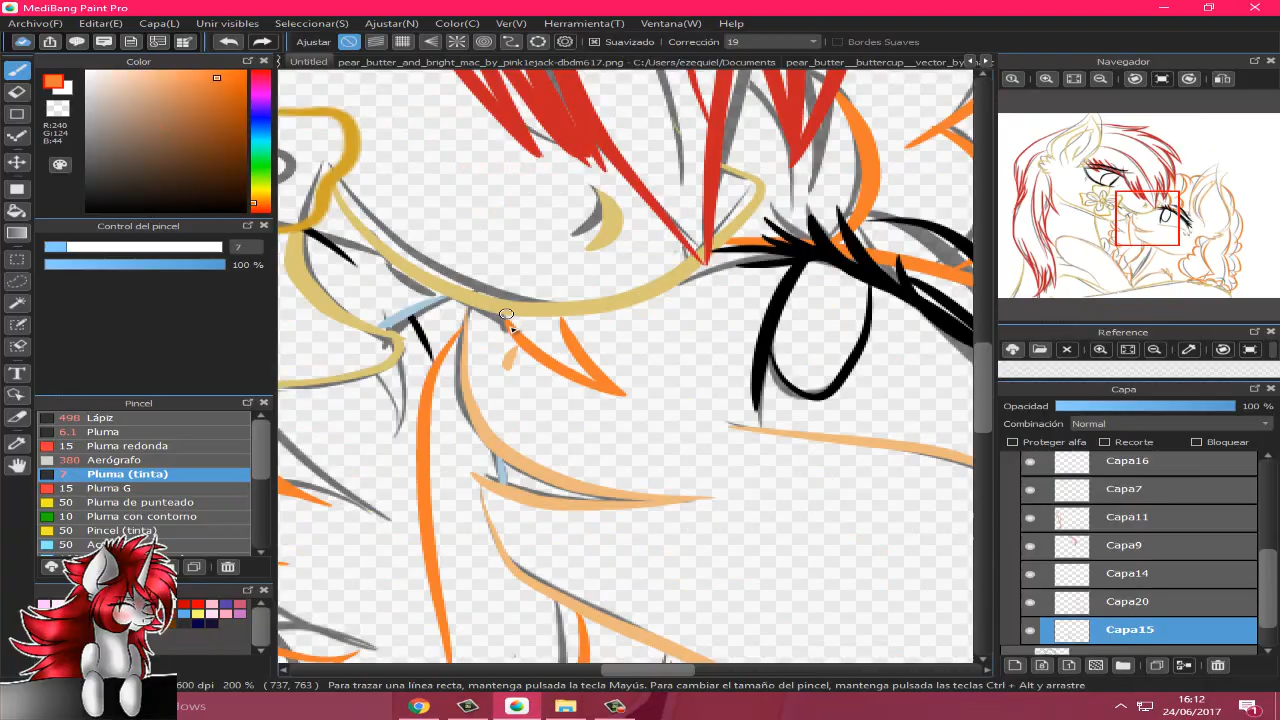 MediBang Paint Pro
Archivo(F) Editar(E) Capa(L) Unir visibles Seleccionar(S) Ajustar(N) Color(C) Ver(V) Herramienta(T) Ventana(W) Help
Ajustar Suavizado Corrección 19 Bordes Suaves
Color
Untitled pear_butter_and_bright_mac_by_pink1ejack-dbdm617.png - C:/Users/ezequiel/Documents pear_butter__buttercup__vector_by
Navegador
R:240
G:124
B:44
Control del pincel
7
100 %
Reference
Capa
Opacidad 100 %
Combinación Normal
Proteger alfa Recorte Bloquear
Pincel
498 Lápiz
6.1 Pluma
15 Pluma redonda
380 Aerógrafo
7 Pluma (tinta)
15 Pluma G
50 Pluma de punteado
10 Pluma con contorno
50 Pincel (tinta)
50
Capa16
Capa7
Capa11
Capa9
Capa14
Capa20
Capa15
600 dpi 200 % (737, 763) Para trazar una línea recta, mantenga pulsada la tecla Mayús. Para cambiar el tamaño del pincel, mantenga pulsada las teclas Ctrl + Alt y arrastre
16:12
24/06/2017
1